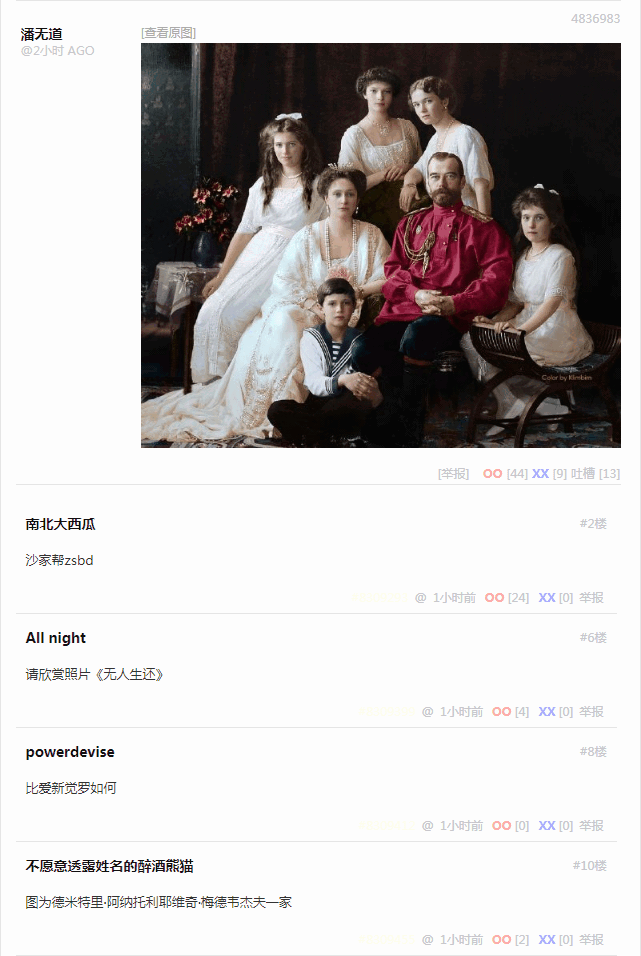 4836983
潘无道
[查看原图]
@2小时 AGO
Color by Klimbim
[举报] OO [44] XX [9] 吐槽 [13]
南北大西瓜 #2楼
沙家帮zsbd
@ 1小时前 OO [24] XX [0] 举报
All night #6楼
请欣赏照片《无人生还》
@ 1小时前 OO [4] XX [0] 举报
powerdevise #8楼
比爱新觉罗如何
@ 1小时前 OO [0] XX [0] 举报
不愿意透露姓名的醉酒熊猫 #10楼
图为德米特里·阿纳托利耶维奇·梅德韦杰夫一家
@ 1小时前 OO [2] XX [0] 举报